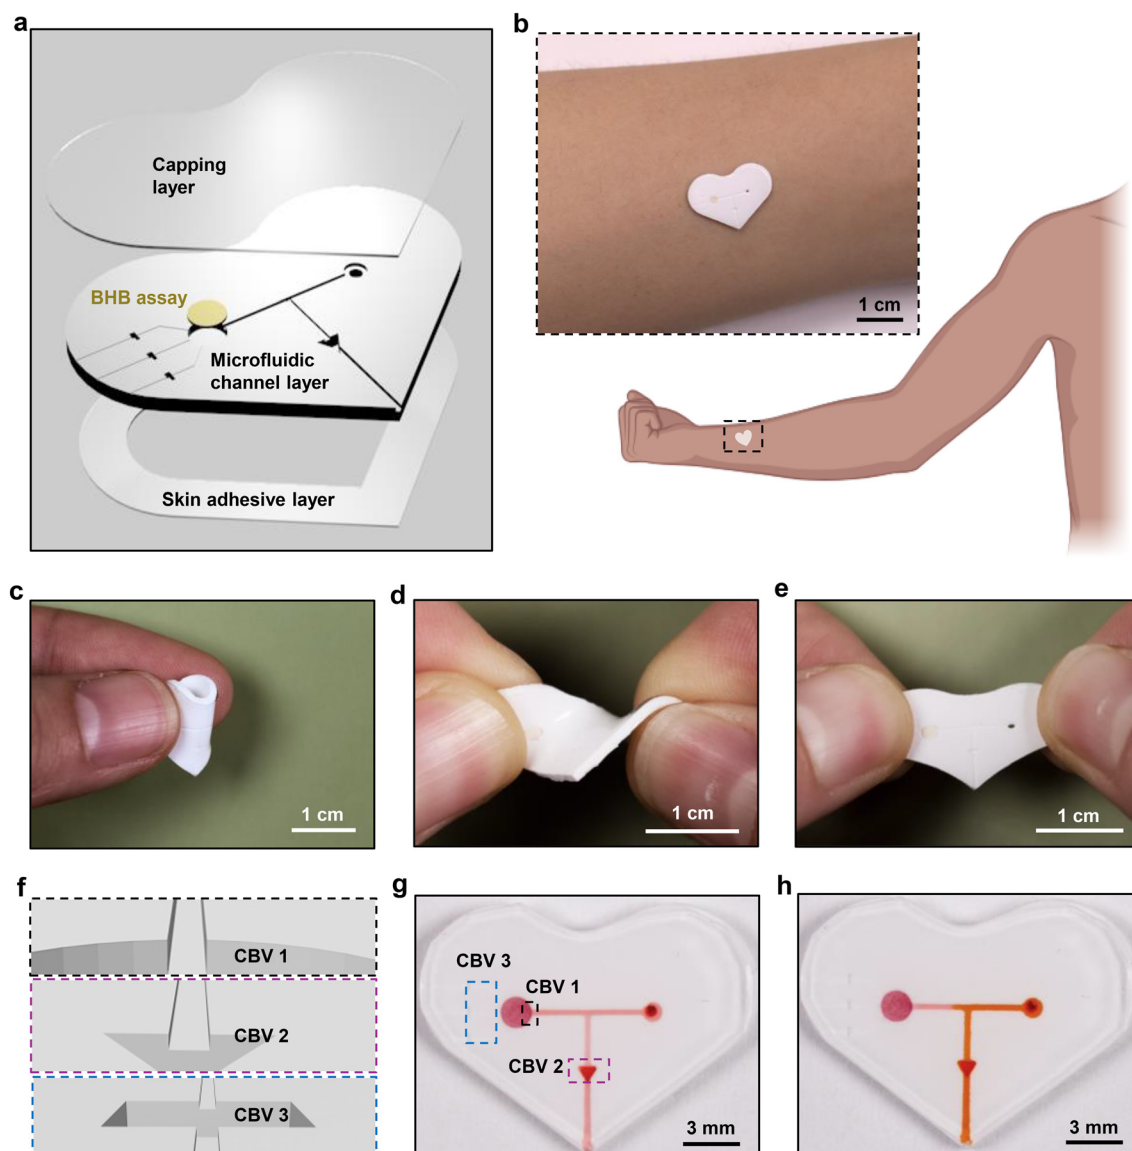 a
Capping
layer
BHB assay
Microfluidic
channel layer
Skin adhesive layer
b
1 cm
c
1 cm
d
1 cm
e
1 cm
f
CBV 1
CBV 2
CBV 3
g
CBV 3
CBV 1
CBV 2
3 mm
h
3 mm